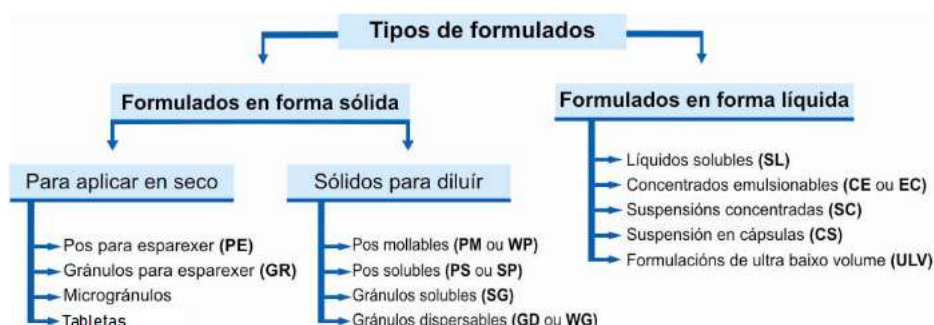 Tipos de formulados
Formulados en forma sólida
Formulados en forma líquida
Para aplicar en seco
Pos para esparexer (PE)
Gránulos para esparexer (GR)
Microgránulos
Tabletas
Sólidos para diluír
Pos mollables (PM ou WP)
Pos solubles (PS ou SP)
Gránulos solubles (SG)
Gránulos dispersables (GD ou WG)
Líquidos solubles (SL)
Concentrados emulsionables (CE ou EC)
Suspensións concentradas (SC)
Suspensión en cápsulas (CS)
Formulacións de ultra baixo volume (ULV)